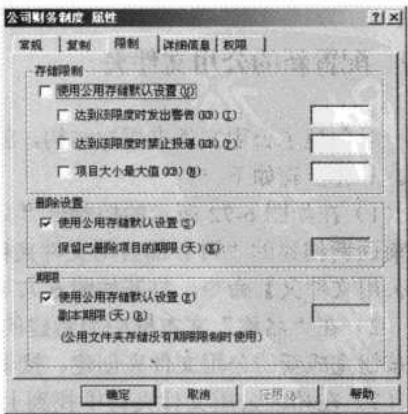 公司财务制度 属性
常规 复制 限制 详细信息 权限
存储限制
使用公用存储默认设置(U)
达到该限度时发出警告(KB)(I):
达到该限度时禁止投递(KB)(P):
项目大小最大值(KB)(M):
删除设置
使用公用存储默认设置(S)
保留已删除项目的期限(天)(K):
期限
使用公用存储默认设置(E)
副本期限(天)(R):
(公用文件夹存储没有期限限制时使用)
确定 取消 应用(A) 帮助